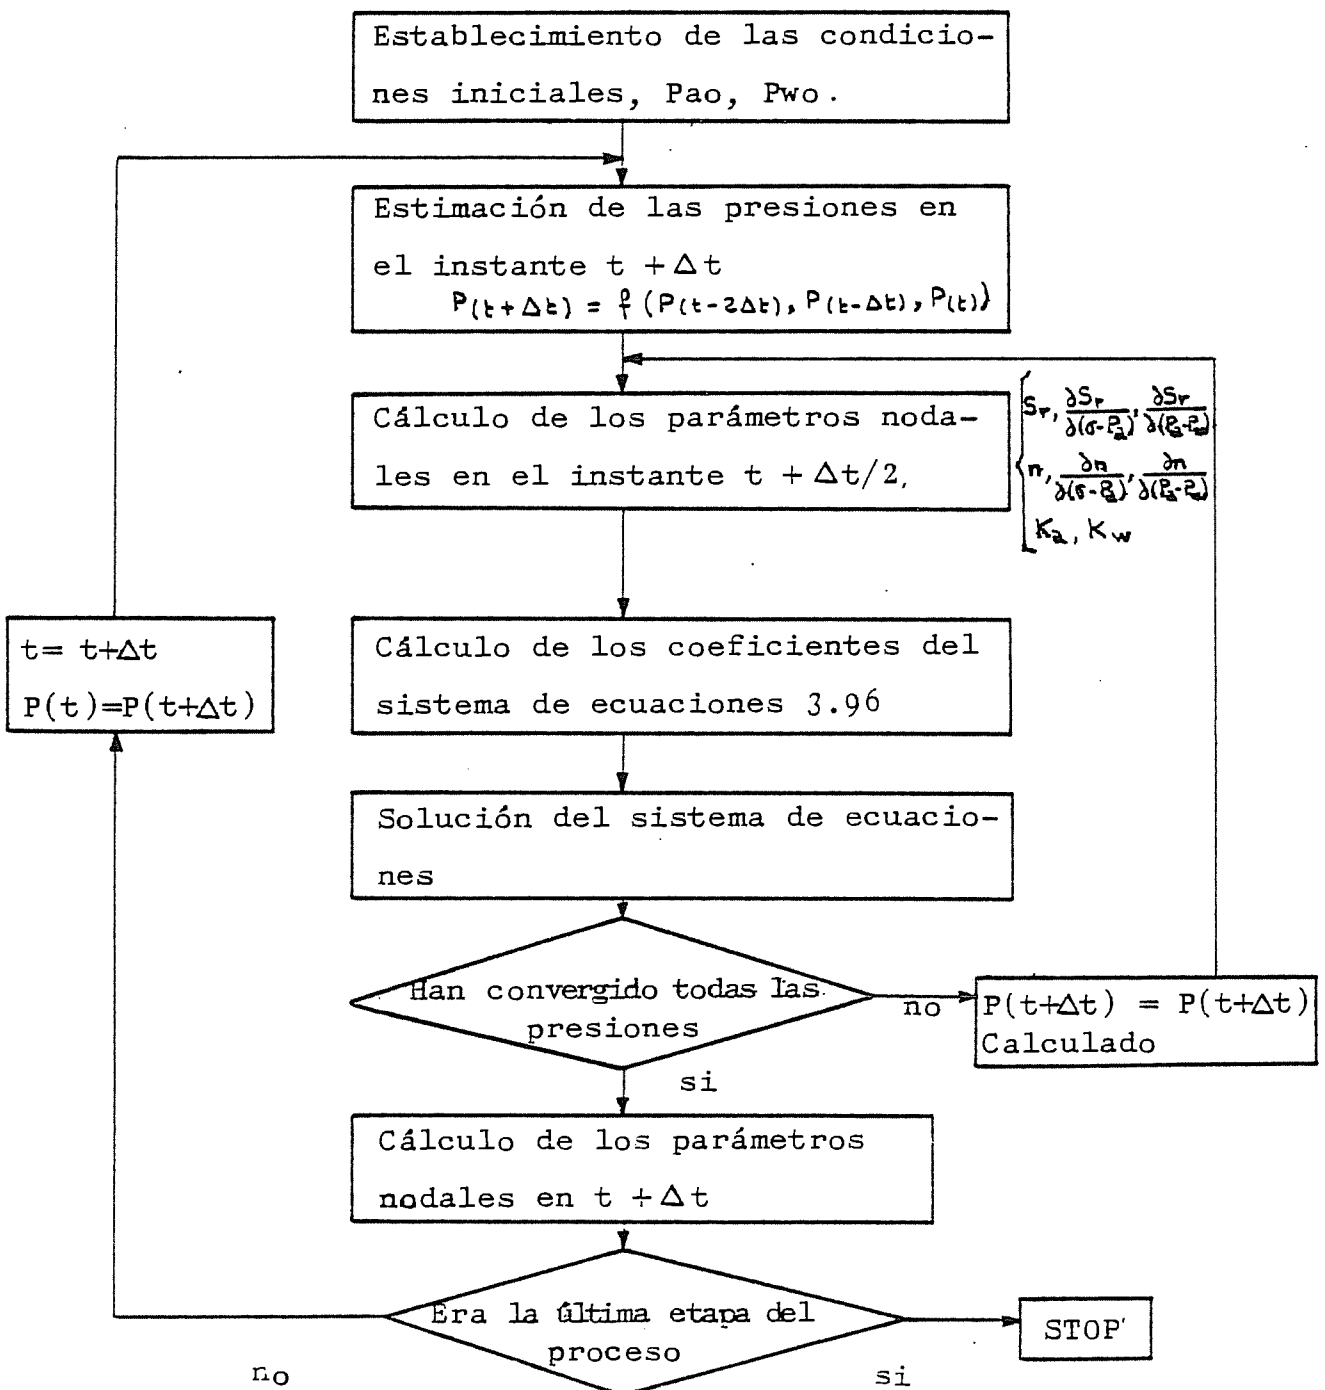 Establecimiento de las condicio-
nes iniciales, Pao, Pwo.
Estimación de las presiones en
el instante t + Δt
P(t + Δt) = f (P(t-2Δt), P(t-Δt), P(t))
Cálculo de los parámetros noda-
les en el instante t + Δt/2,
Sr, ∂Sr/∂(σ-Pa), ∂Sr/∂(Pa-Pw)
n, ∂n/∂(σ-Pa), ∂n/∂(Pa-Pw)
Ka, Kw
t= t+Δt
P(t)=P(t+Δt)
Cálculo de los coeficientes del
sistema de ecuaciones 3.96
Solución del sistema de ecuacio-
nes
Han convergido todas las
presiones
no
P(t+Δt) = P(t+Δt)
Calculado
si
Cálculo de los parámetros
nodales en t + Δt
Era la última etapa del
proceso
STOP
no
si